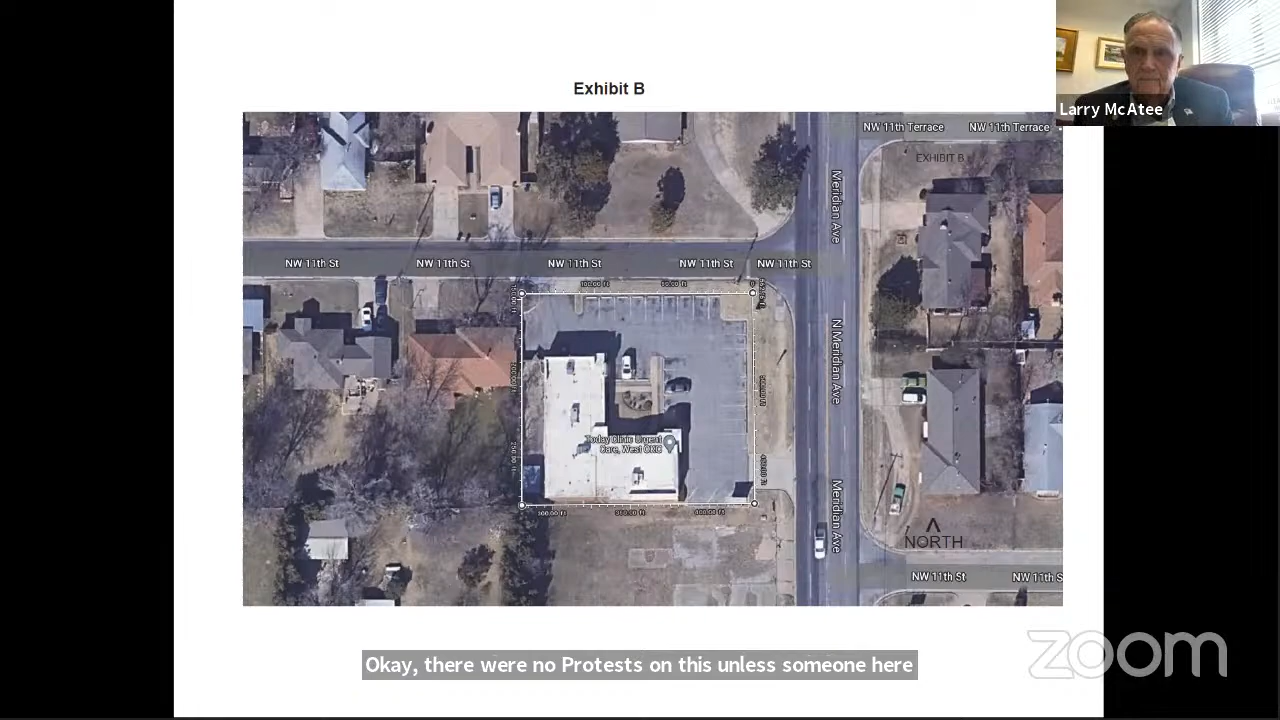 Exhibit B
Larry McAtee
NW 11th Terrace
NW 11th Terrace
EXHIBIT B
Meridian Ave
NW 11th St
NW 11th St
NW 11th St
NW 11th St
NW 11th St
N Meridian Ave
Today Clinic Urgent
Care, West OKC
Meridian Ave
NORTH
NW 11th St
NW 11th S
Okay, there were no Protests on this unless someone here
zoom